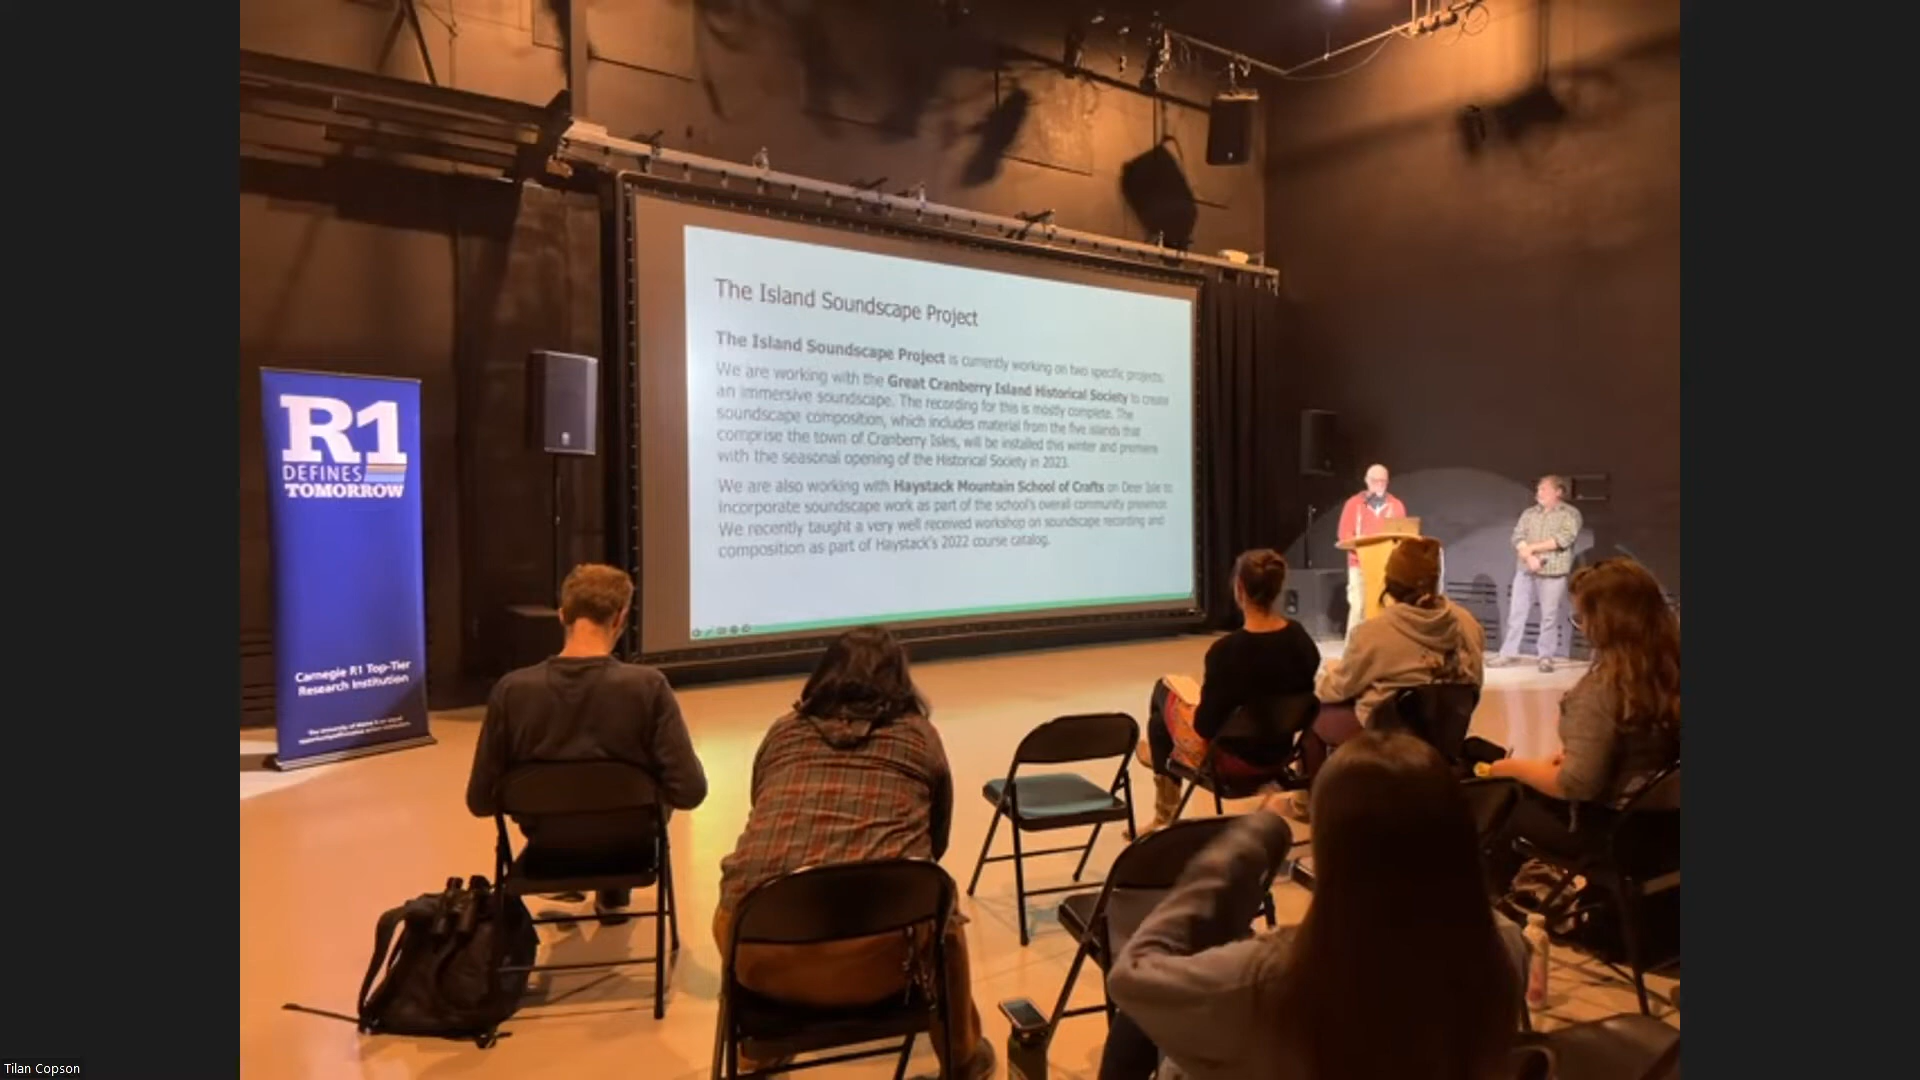 The Island Soundscape Project
The Island Soundscape Project is currently working on two specific projects.
We are working with the Great Cranberry Island Historical Society to create
an immersive soundscape. The recording for this is mostly complete. The
soundscape composition, which includes material from the five islands that
comprise the town of Cranberry Isles, will be installed this winter and premiere
with the seasonal opening of the Historical Society in 2023.
We are also working with Haystack Mountain School of Crafts on Deer Isle to
incorporate soundscape work as part of the school's overall community presence.
We recently taught a very well received workshop on soundscape recording and
composition as part of Haystack's 2022 course catalog.
R1
DEFINES
TOMORROW
Carnegie R1 Top-Tier
Research Institution
Tilan Copson